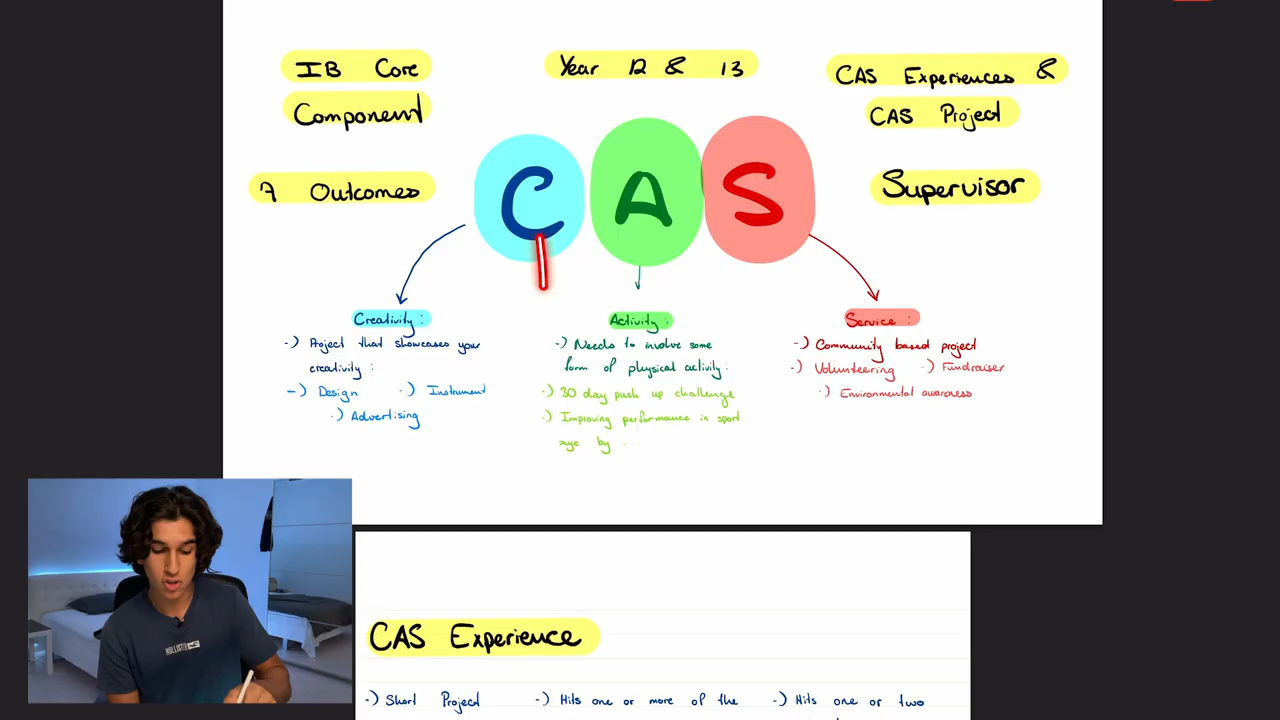 IB Core
Component
Year 12 & 13
CAS Experiences &
CAS Project
7 Outcomes
C A S
Supervisor
Creativity:
-) Project that showcases your
creativity:
-) Design
·) Instrument
·) Advertising
Activity:
-) Needs to involve some
form of physical activity:
·) 30 day push up challenge
·) Improving performance in sport
xyz by ...
Service:
-) Community based project
-) Volunteering
·) Fundraiser
·) Environmental awareness
HOLLISTER
CAS Experience
-) Short Project
-) Hits one or more of the
-) Hits one or two